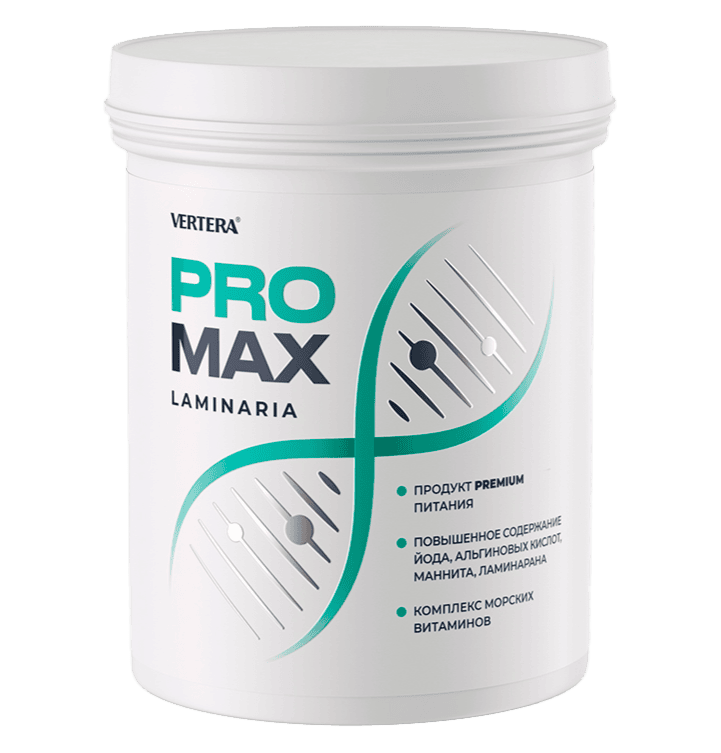 VERTERA®
PRO
MAX
LAMINARIA
ПРОДУКТ PREMIUM
ПИТАНИЯ
ПОВЫШЕННОЕ СОДЕРЖАНИЕ
ЙОДА, АЛЬГИНОВЫХ КИСЛОТ,
МАННИТА, ЛАМИНАРАНА
КОМПЛЕКС МОРСКИХ
ВИТАМИНОВ